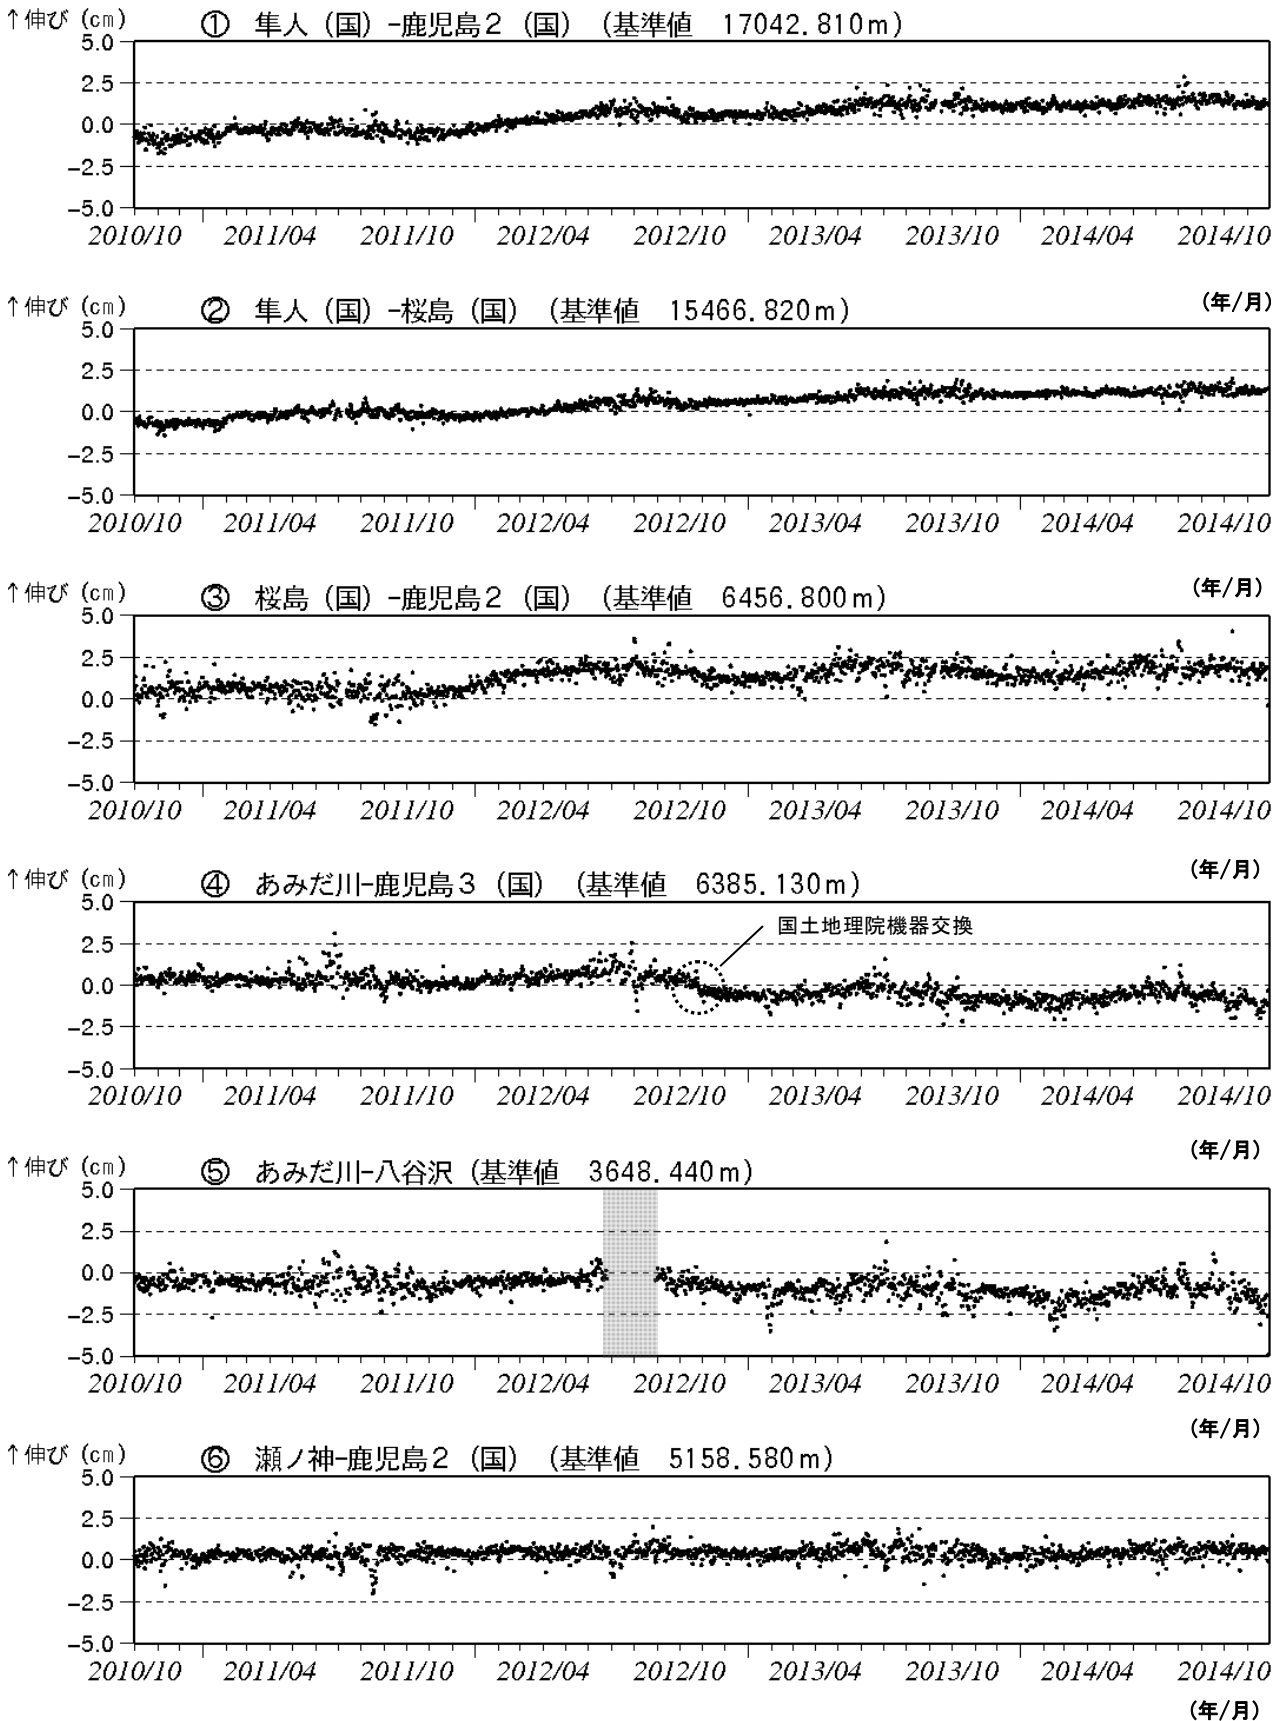 ↑伸び (cm) ① 隼人（国）-鹿児島２（国）（基準値 17042.810m）
5.0
2.5
0.0
-2.5
-5.0
2010/10 2011/04 2011/10 2012/04 2012/10 2013/04 2013/10 2014/04 2014/10
(年/月)
↑伸び (cm) ② 隼人（国）-桜島（国）（基準値 15466.820m）
5.0
2.5
0.0
-2.5
-5.0
2010/10 2011/04 2011/10 2012/04 2012/10 2013/04 2013/10 2014/04 2014/10
(年/月)
↑伸び (cm) ③ 桜島（国）-鹿児島２（国）（基準値 6456.800m）
5.0
2.5
0.0
-2.5
-5.0
2010/10 2011/04 2011/10 2012/04 2012/10 2013/04 2013/10 2014/04 2014/10
(年/月)
↑伸び (cm) ④ あみだ川-鹿児島３（国）（基準値 6385.130m）
5.0
国土地理院機器交換
2.5
0.0
-2.5
-5.0
2010/10 2011/04 2011/10 2012/04 2012/10 2013/04 2013/10 2014/04 2014/10
(年/月)
↑伸び (cm) ⑤ あみだ川-八谷沢（基準値 3648.440m）
5.0
2.5
0.0
-2.5
-5.0
2010/10 2011/04 2011/10 2012/04 2012/10 2013/04 2013/10 2014/04 2014/10
(年/月)
↑伸び (cm) ⑥ 瀬ノ神-鹿児島２（国）（基準値 5158.580m）
5.0
2.5
0.0
-2.5
-5.0
2010/10 2011/04 2011/10 2012/04 2012/10 2013/04 2013/10 2014/04 2014/10
(年/月)